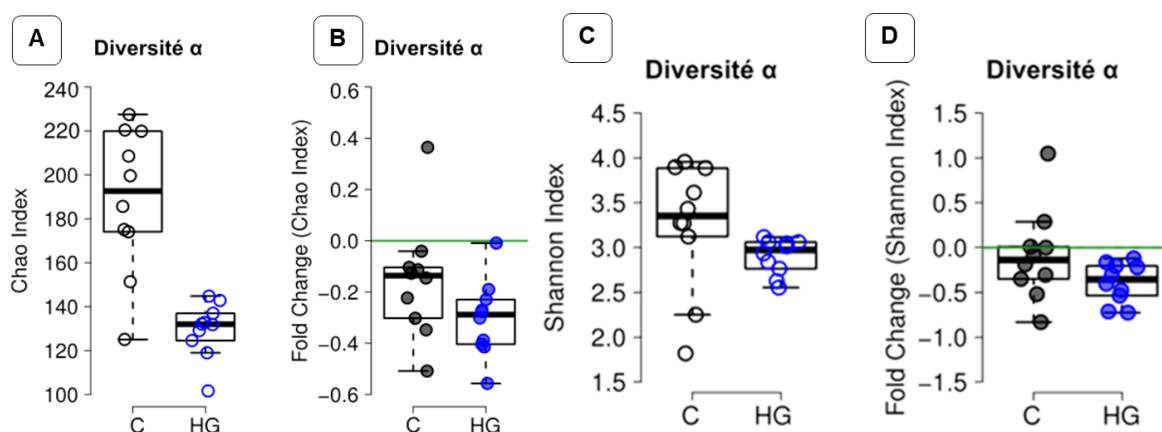 A
Diversité α
Chao Index
240
220
200
180
160
140
120
100
C HG
B
Diversité α
Fold Change (Chao Index)
0.6
0.4
0.2
0.0
−0.2
−0.4
−0.6
C HG
C
Diversité α
Shannon Index
4.5
4.0
3.5
3.0
2.5
2.0
1.5
C HG
D
Diversité α
Fold Change (Shannon Index)
1.5
1.0
0.5
0.0
−0.5
−1.0
−1.5
C HG